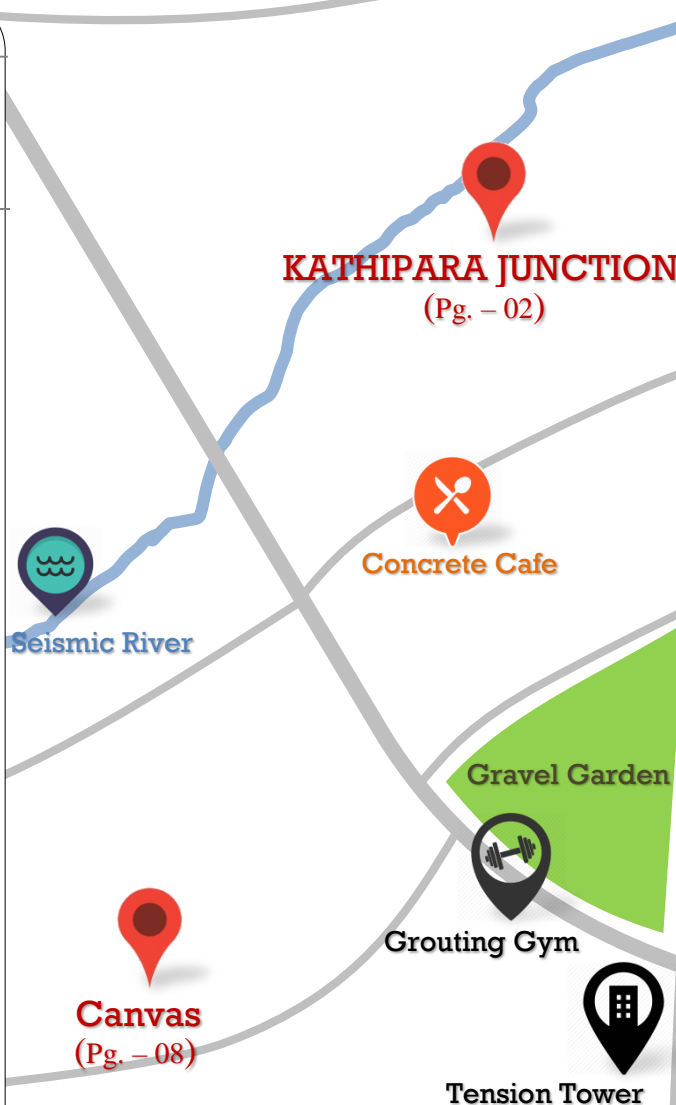 KATHIPARA JUNCTION
(Pg. – 02)
Concrete Cafe
Seismic River
Gravel Garden
Grouting Gym
Canvas
(Pg. – 08)
Tension Tower